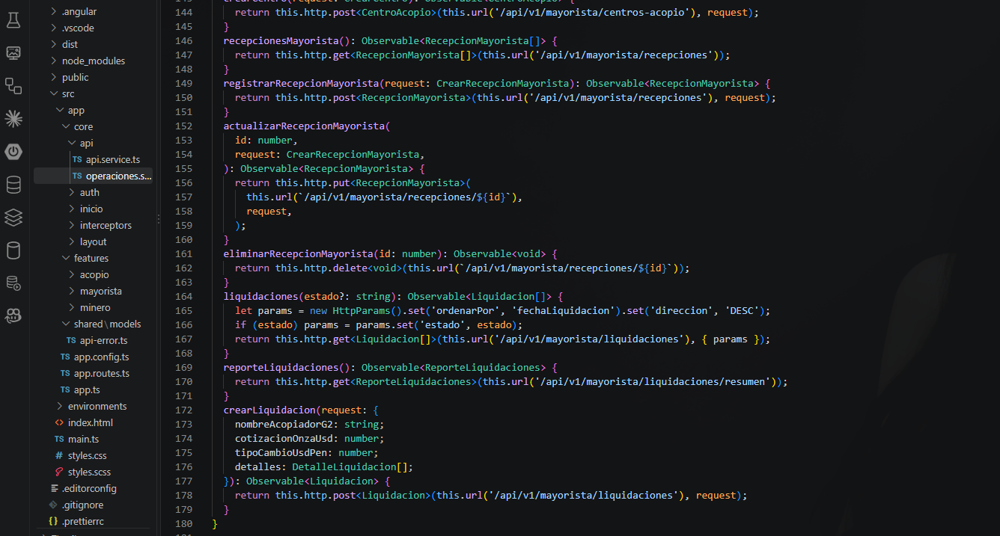 .angular
.vscode
dist
node_modules
public
src
app
core
api
TS api.service.ts
TS operaciones.s...
auth
inicio
interceptors
layout
features
acopio
mayorista
minero
shared\models
TS api-error.ts
TS app.config.ts
TS app.routes.ts
TS app.ts
environments
<> index.html
TS main.ts
# styles.css
styles.scss
.editorconfig
.gitignore
{} .prettierrc
144 return this.http.post<CentroAcopio>(this.url('/api/v1/mayorista/centros-acopio'), request);
145 }
146 recepcionesMayorista(): Observable<RecepcionMayorista[]> {
147 return this.http.get<RecepcionMayorista[]>(this.url('/api/v1/mayorista/recepciones'));
148 }
149 registrarRecepcionMayorista(request: CrearRecepcionMayorista): Observable<RecepcionMayorista> {
150 return this.http.post<RecepcionMayorista>(this.url('/api/v1/mayorista/recepciones'), request);
151 }
152 actualizarRecepcionMayorista(
153 id: number,
154 request: CrearRecepcionMayorista,
155 ): Observable<RecepcionMayorista> {
156 return this.http.put<RecepcionMayorista>(
157 this.url(`/api/v1/mayorista/recepciones/${id}`),
158 request,
159 );
160 }
161 eliminarRecepcionMayorista(id: number): Observable<void> {
162 return this.http.delete<void>(this.url(`/api/v1/mayorista/recepciones/${id}`));
163 }
164 liquidaciones(estado?: string): Observable<Liquidacion[]> {
165 let params = new HttpParams().set('ordenarPor', 'fechaLiquidacion').set('direccion', 'DESC');
166 if (estado) params = params.set('estado', estado);
167 return this.http.get<Liquidacion[]>(this.url('/api/v1/mayorista/liquidaciones'), { params });
168 }
169 reporteLiquidaciones(): Observable<ReporteLiquidaciones> {
170 return this.http.get<ReporteLiquidaciones>(this.url('/api/v1/mayorista/liquidaciones/resumen'));
171 }
172 crearLiquidacion(request: {
173 nombreAcopiadorG2: string;
174 cotizacionOnzaUsd: number;
175 tipoCambioUsdPen: number;
176 detalles: DetalleLiquidacion[];
177 }): Observable<Liquidacion> {
178 return this.http.post<Liquidacion>(this.url('/api/v1/mayorista/liquidaciones'), request);
179 }
180 }